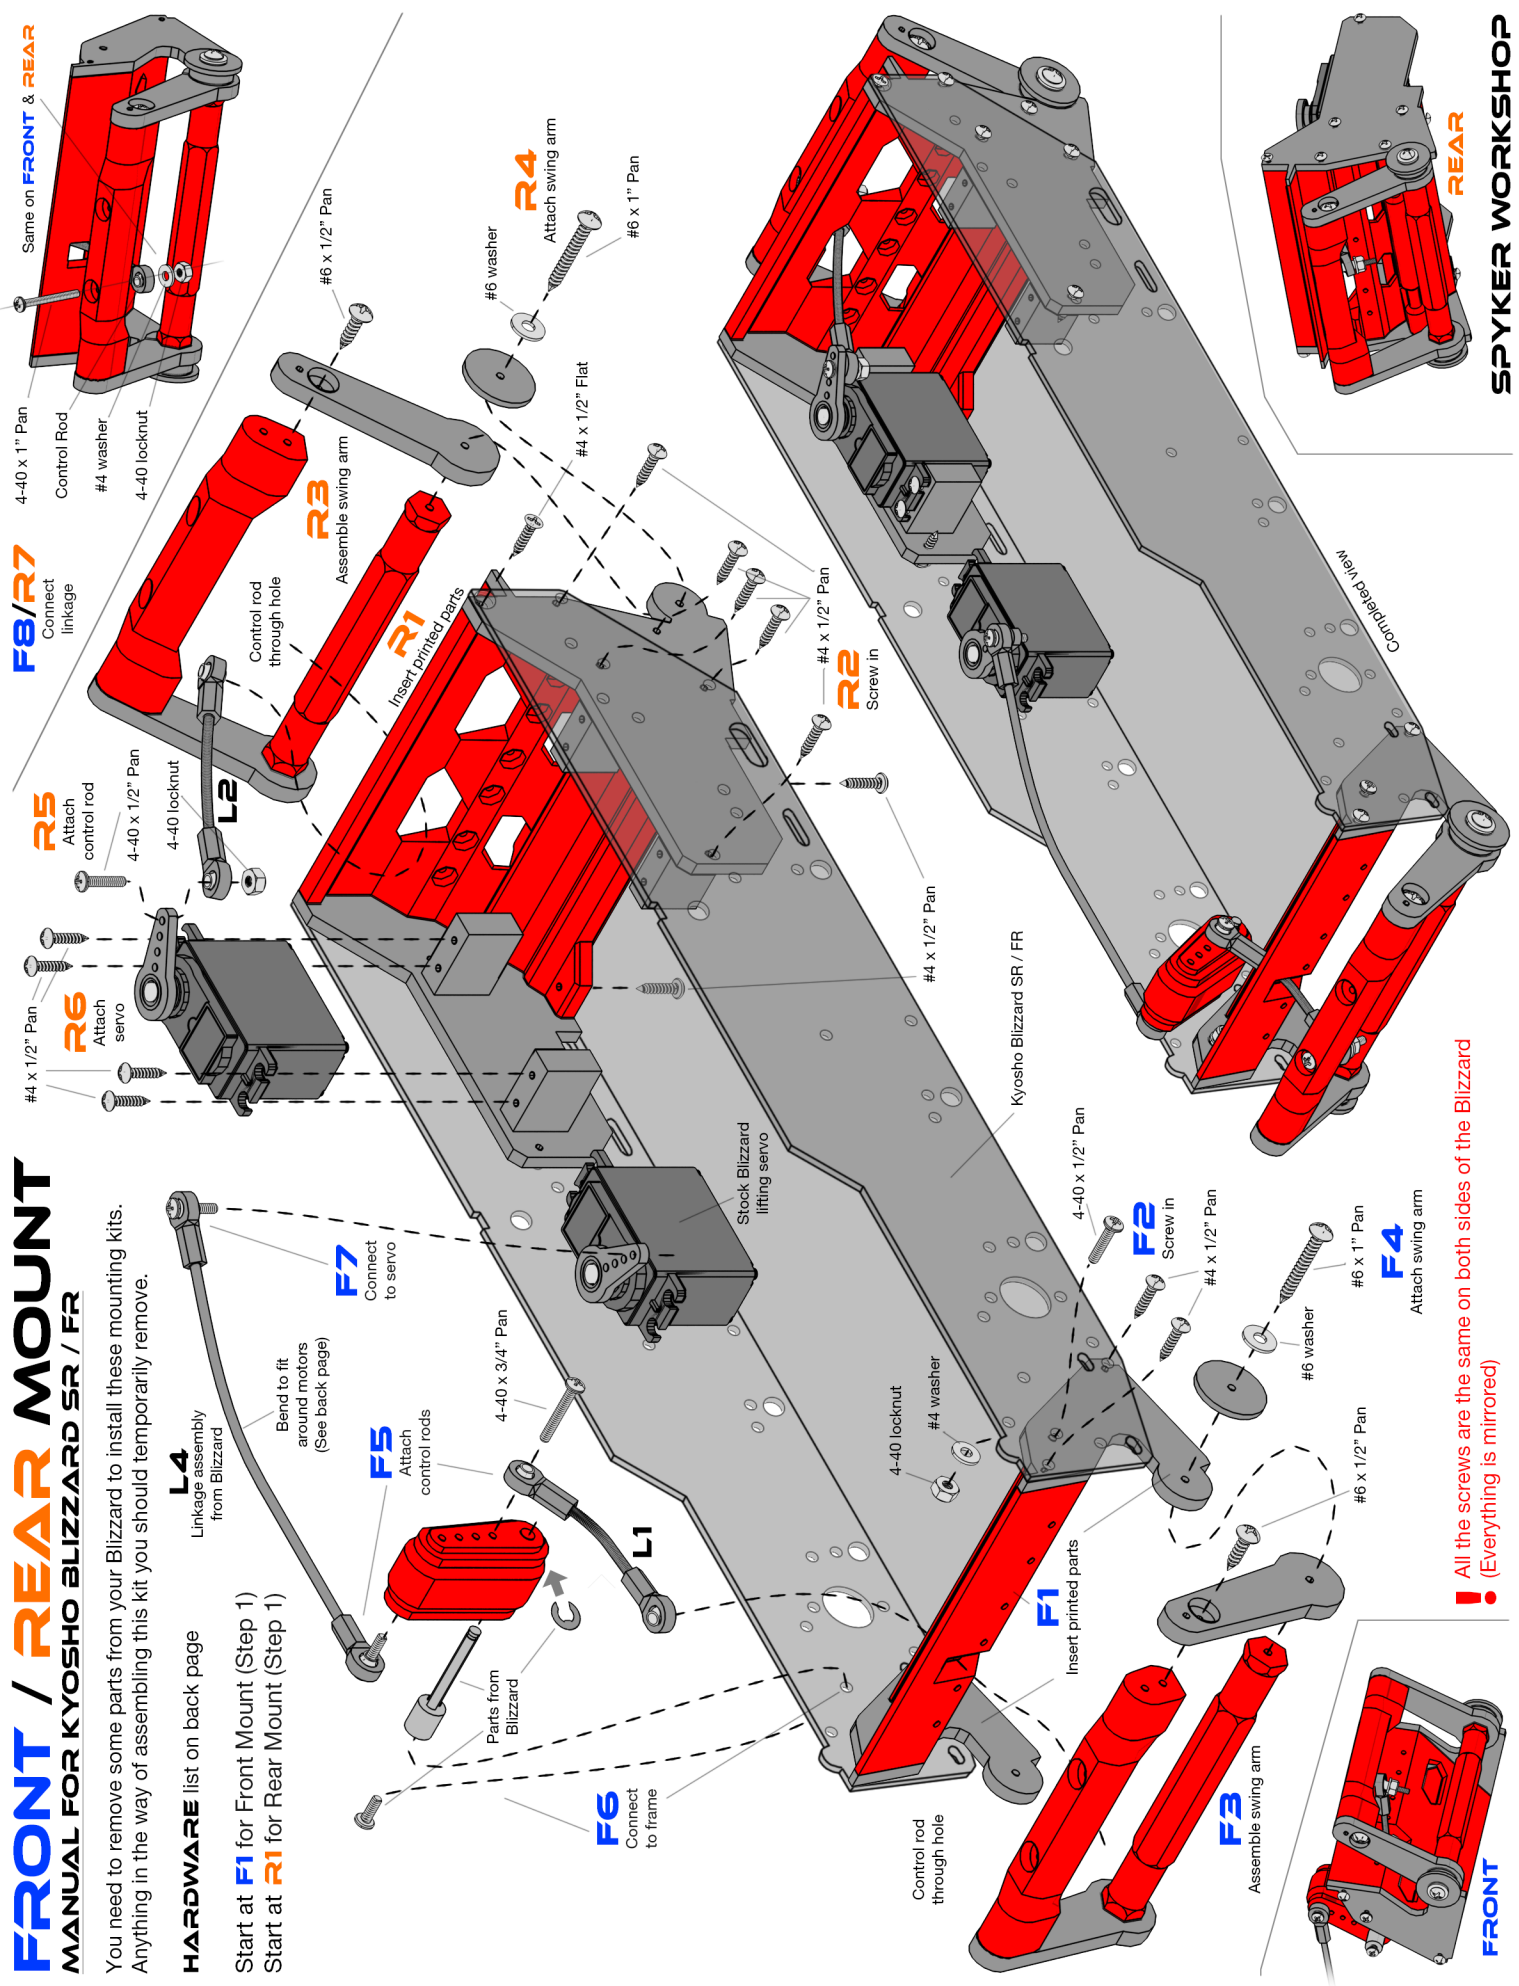 FRONT / REAR MOUNT
MANUAL FOR KYOSHO BLIZZARD SR / FR
You need to remove some parts from your Blizzard to install these mounting kits.
Anything in the way of assembling this kit you should temporarily remove.
HARDWARE list on back page
Start at F1 for Front Mount (Step 1)
Start at R1 for Rear Mount (Step 1)
L4
Linkage assembly
from Blizzard
Bend to fit
around motors
(See back page)
F7
Connect
to servo
F5
Attach
control rods
4-40 x 3/4" Pan
L1
Parts from
Blizzard
F6
Connect
to frame
Stock Blizzard
lifting servo
#4 x 1/2" Pan
R6
Attach
servo
R5
Attach
control rod
4-40 x 1/2" Pan
4-40 locknut
L2
F8/R7
Connect
linkage
4-40 x 1" Pan
Control Rod
#4 washer
4-40 locknut
Same on FRONT & REAR
Control rod
through hole
R3
Assemble swing arm
#6 x 1/2" Pan
R4
Attach swing arm
#6 washer
#6 x 1" Pan
R1
Insert printed parts
#4 x 1/2" Flat
#4 x 1/2" Pan
R2
Screw in
#4 x 1/2" Pan
Kyosho Blizzard SR / FR
4-40 locknut
#4 washer
4-40 x 1/2" Pan
F2
Screw in
#4 x 1/2" Pan
#6 washer
#6 x 1" Pan
F4
Attach swing arm
#6 x 1/2" Pan
F1
Insert printed parts
Control rod
through hole
F3
Assemble swing arm
FRONT
! All the screws are the same on both sides of the Blizzard
(Everything is mirrored)
Completed view
REAR
SPYKER WORKSHOP